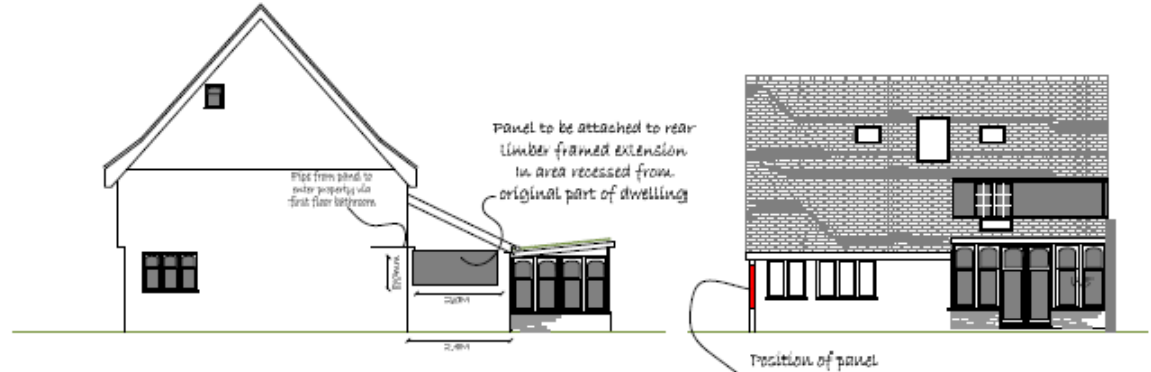 Panel to be attached to rear
timber framed extension
In area recessed from
original part of dwelling
Pipe from panel to
enter property via
first floor bathroom
Position of panel